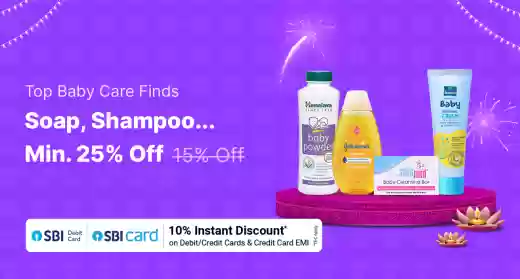 Top Baby Care Finds
Soap, Shampoo...
Min. 25% Off 15% Off
SBI Debit Card
SBI card
10% Instant Discount*
on Debit/Credit Cards & Credit Card EMI
Himalaya
baby
powder
Johnson's
Baby
sebamed
Baby Cleansing Bar